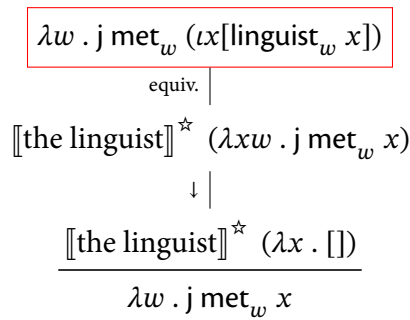 λw . j met_w (ιx[linguist_w x])
equiv.
⟦the linguist⟧^☆ (λxw . j met_w x)
↓
⟦the linguist⟧^☆ (λx . [])
λw . j met_w x